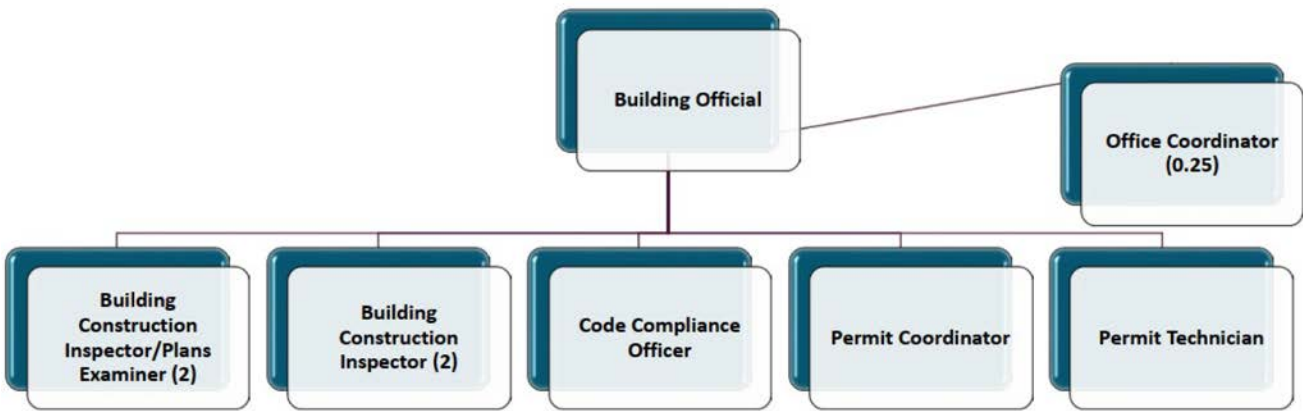 Building Official
Office Coordinator
(0.25)
Building
Construction
Inspector/Plans
Examiner (2)
Building
Construction
Inspector (2)
Code Compliance
Officer
Permit Coordinator
Permit Technician